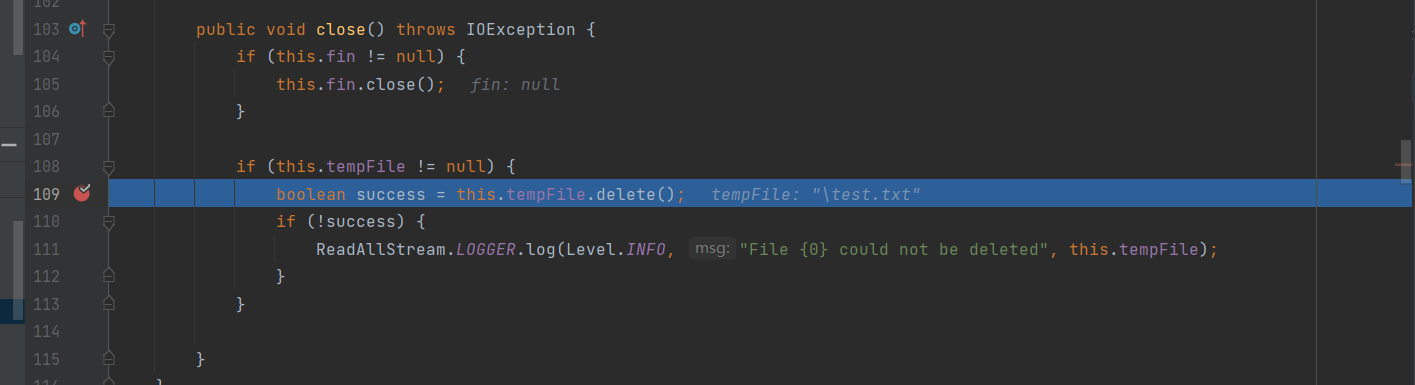 102
103 public void close() throws IOException {
104 if (this.fin != null) {
105 this.fin.close(); fin: null
106 }
107
108 if (this.tempFile != null) {
109 boolean success = this.tempFile.delete(); tempFile: "\test.txt"
110 if (!success) {
111 ReadAllStream.LOGGER.log(Level.INFO, msg: "File {0} could not be deleted", this.tempFile);
112 }
113 }
114
115 }
116 }